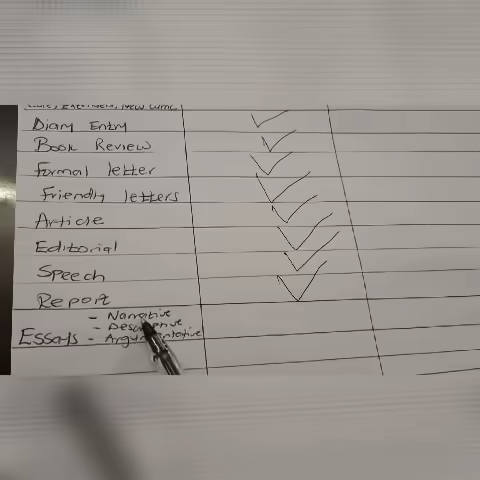 Diary Entry
Book Review
Formal letter
Friendly letters
Article
Editorial
Speech
Report
- Narrative
- Descriptive
Essays - Argumentative